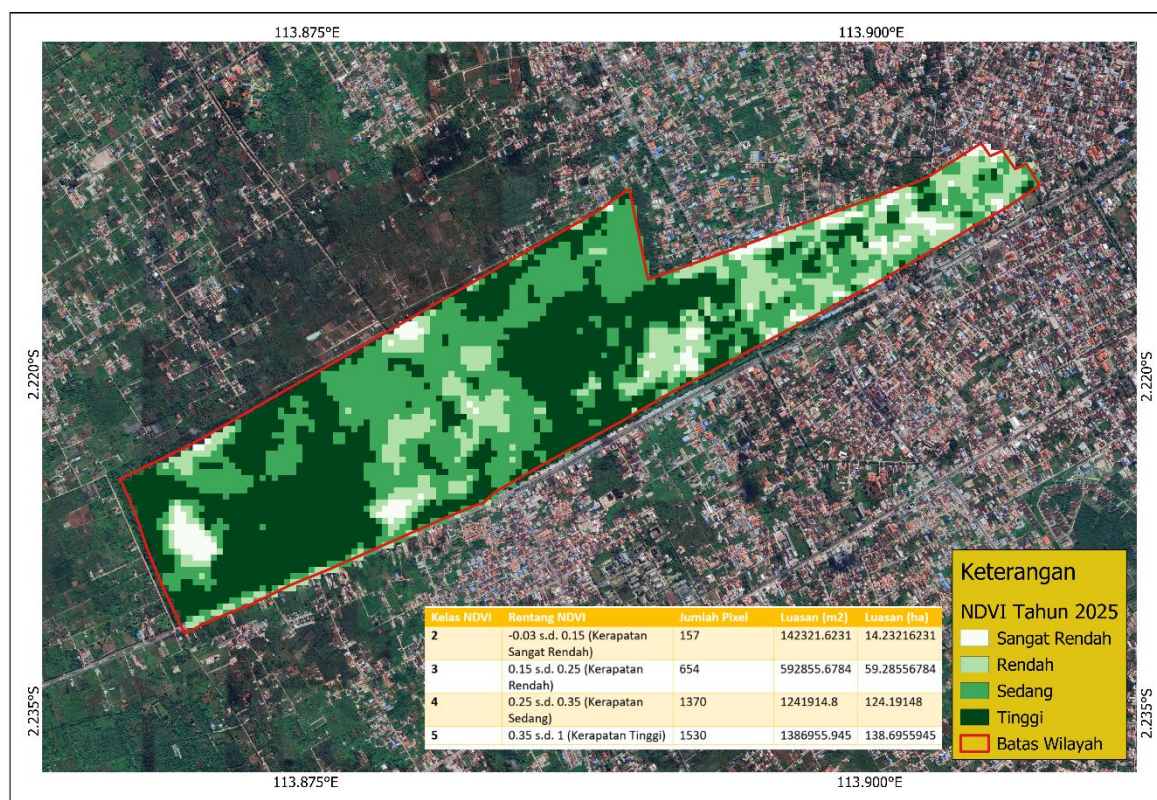 113.875°E 113.900°E
2.220°S 2.220°S
Kelas NDVI Rentang NDVI Jumlah Pixel Luasan (m2) Luasan (ha)
2 -0.03 s.d. 0.15 (Kerapatan 157 142321.6231 14.23216231
Sangat Rendah)
3 0.15 s.d. 0.25 (Kerapatan 654 592855.6784 59.28556784
Rendah)
4 0.25 s.d. 0.35 (Kerapatan 1370 1241914.8 124.19148
Sedang)
5 0.35 s.d. 1 (Kerapatan Tinggi) 1530 1386955.945 138.6955945
Keterangan
NDVI Tahun 2025
Sangat Rendah
Rendah
Sedang
Tinggi
Batas Wilayah
2.235°S 2.235°S
113.875°E 113.900°E